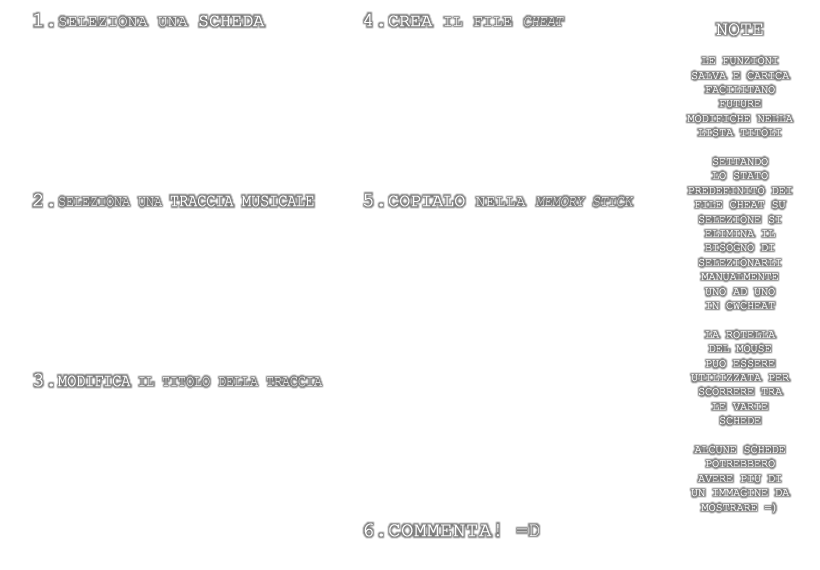 1.SELEZIONA UNA SCHEDA
2.SELEZIONA UNA TRACCIA MUSICALE
3.MODIFICA IL TITOLO DELLA TRACCIA
4.CREA IL FILE CHEAT
5.COPIALO NELLA MEMORY STICK
6.COMMENTA! =D
NOTE
LE FUNZIONI
SALVA E CARICA
FACILITANO
FUTURE
MODIFICHE NELLA
LISTA TITOLI
SETTANDO
LO STATO
PREDEFINITO DEI
FILE CHEAT SU
SELEZIONE SI
ELIMINA IL
BISOGNO DI
SELEZIONARLI
MANUALMENTE
UNO AD UNO
IN CWCHEAT
LA ROTELLA
DEL MOUSE
PUO ESSERE
UTILIZZATA PER
SCORRERE TRA
LE VARIE
SCHEDE
ALCUNE SCHEDE
POTREBBERO
AVERE PIU DI
UN IMMAGINE DA
MOSTRARE =)